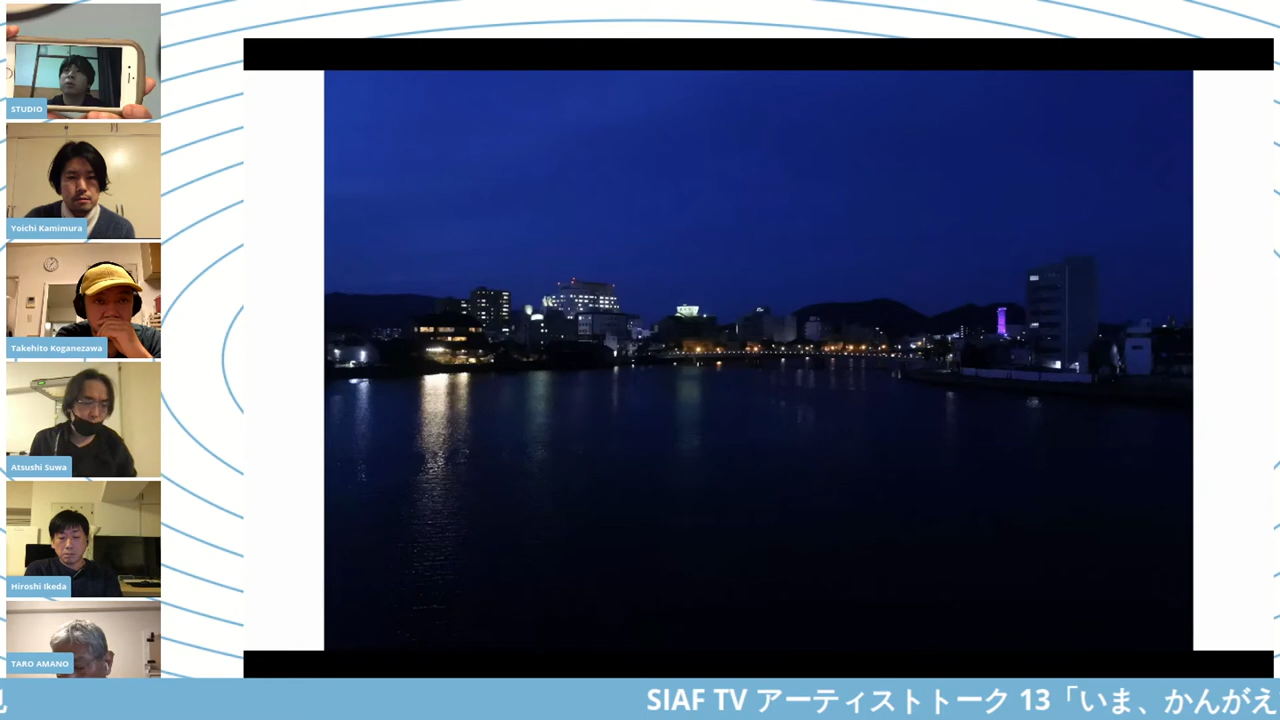 STUDIO
Yoichi Kamimura
Takehito Koganezawa
Atsushi Suwa
Hiroshi Ikeda
TARO AMANO
SIAF TV アーティストトーク 13「いま、かんがえ